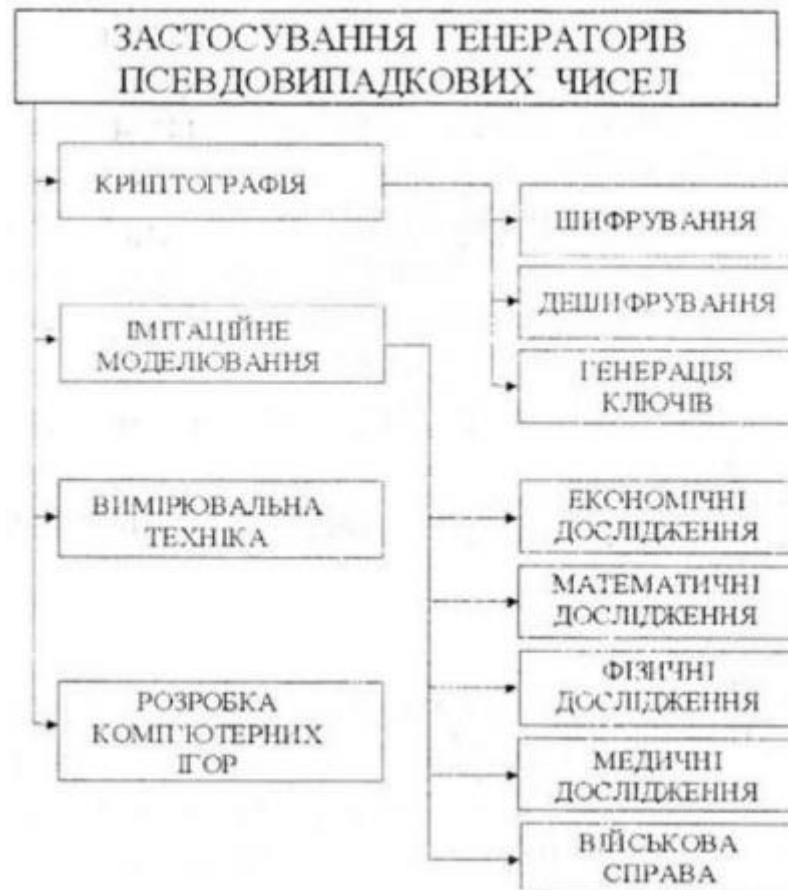 ЗАСТОСУВАННЯ ГЕНЕРАТОРІВ
ПСЕВДОВИПАДКОВИХ ЧИСЕЛ
КРИПТОГРАФІЯ
ШИФРУВАННЯ
ДЕШИФРУВАННЯ
ГЕНЕРАЦІЯ
КЛЮЧІВ
ІМІТАЦІЙНЕ
МОДЕЛЮВАННЯ
ЕКОНОМІЧНІ
ДОСЛІДЖЕННЯ
МАТЕМАТИЧНІ
ДОСЛІДЖЕННЯ
ФІЗИЧНІ
ДОСЛІДЖЕННЯ
МЕДИЧНІ
ДОСЛІДЖЕННЯ
ВІЙСЬКОВА
СПРАВА
ВИМІРЮВАЛЬНА
ТЕХНІКА
РОЗРОБКА
КОМП'ЮТЕРНИХ
ІГОР